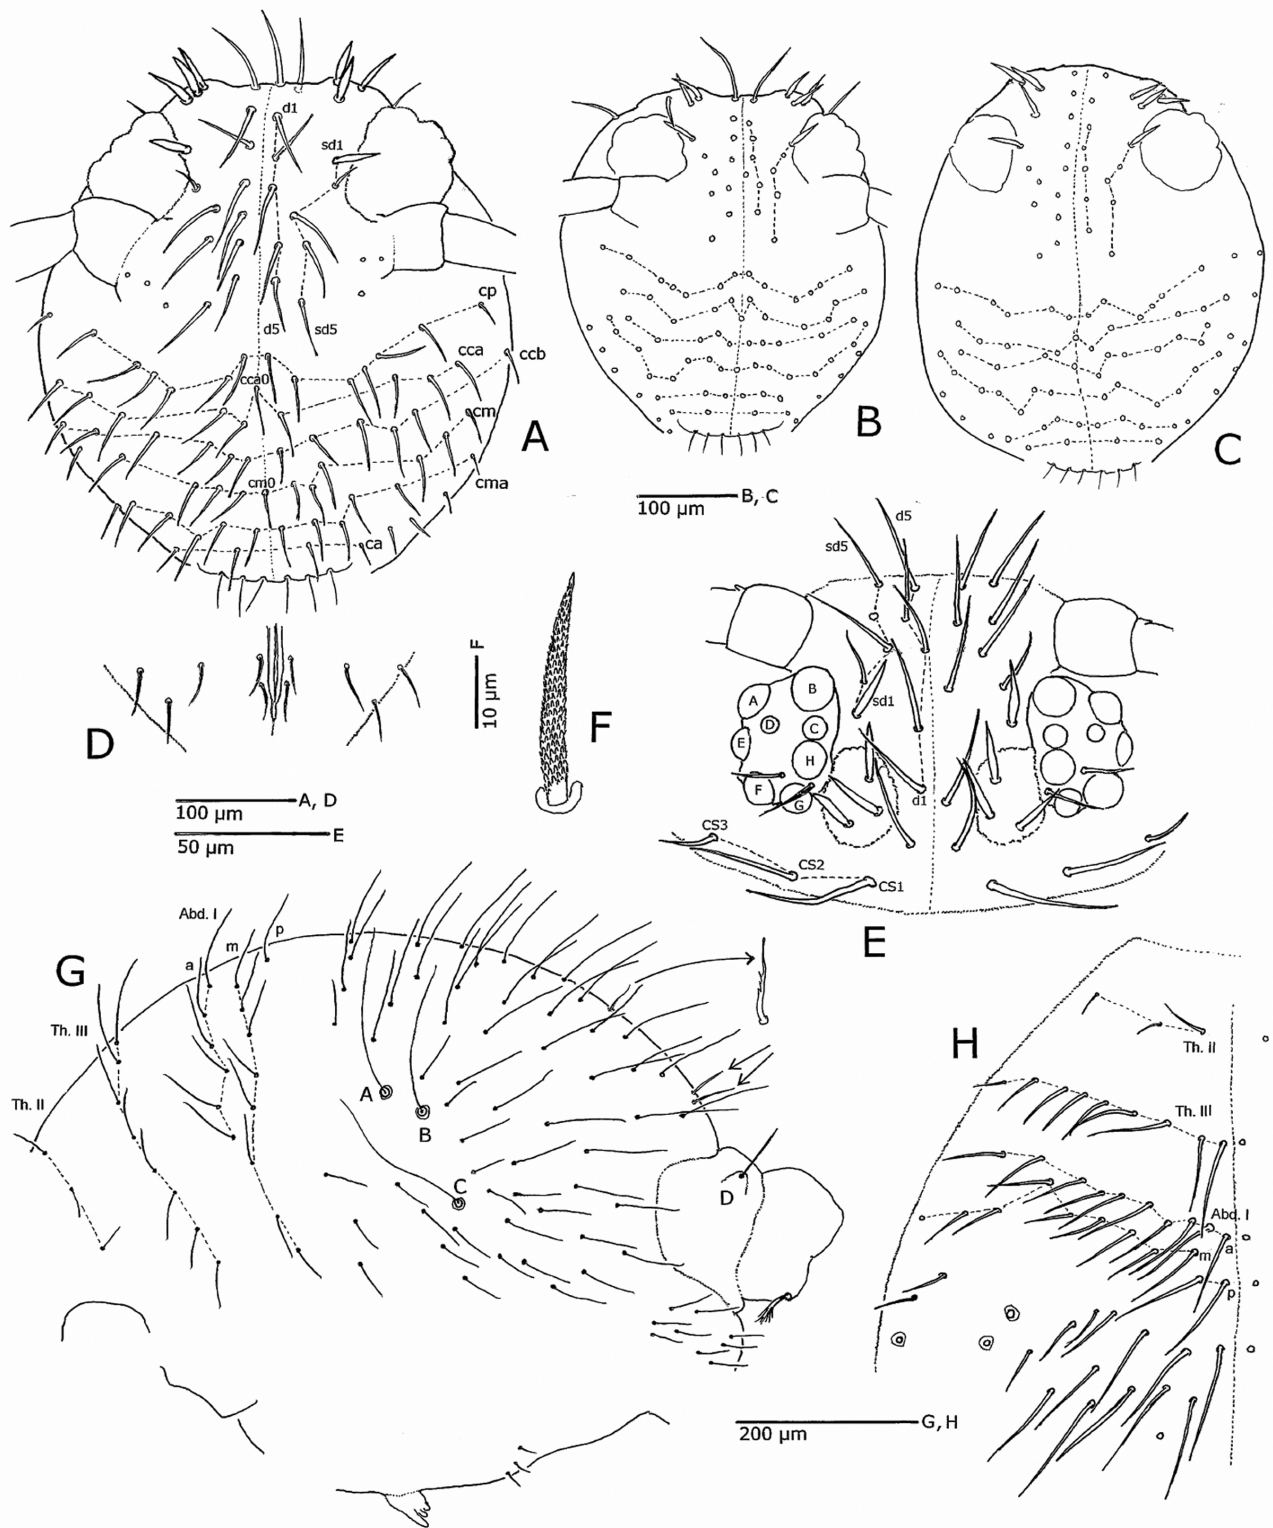 d1
sd1
d5
sd5
cp
cca
ccb
cca0
cm
cm0
cma
ca
A
B
C
100 µm B, C
D
10 µm F
F
100 µm A, D
50 µm E
d5
sd5
sd1
d1
A
B
C
D
E
F
G
H
CS3
CS2
CS1
E
G
Abd. I
a
m
p
Th. III
Th. II
A
B
C
D
200 µm G, H
H
Th. II
Th. III
Abd. I
a
m
p